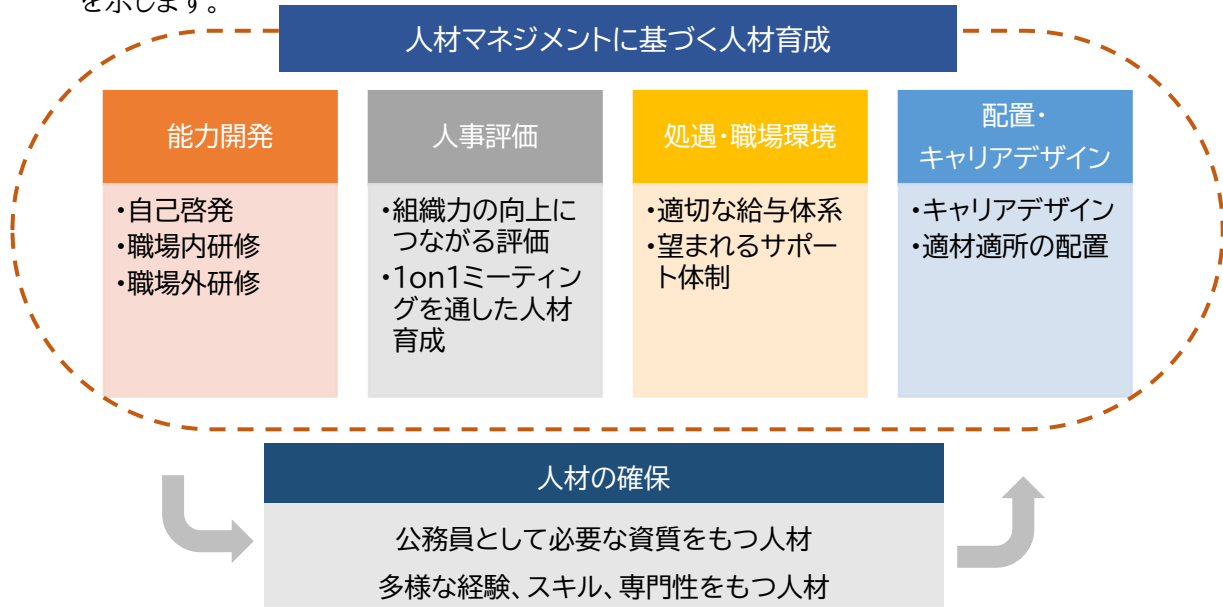 を示します。
人材マネジメントに基づく人材育成
能力開発
・自己啓発
・職場内研修
・職場外研修
人事評価
・組織力の向上に
つながる評価
・1on1ミーティン
グを通した人材
育成
処遇・職場環境
・適切な給与体系
・望まれるサポー
ト体制
配置・
キャリアデザイン
・キャリアデザイン
・適材適所の配置
人材の確保
公務員として必要な資質をもつ人材
多様な経験、スキル、専門性をもつ人材